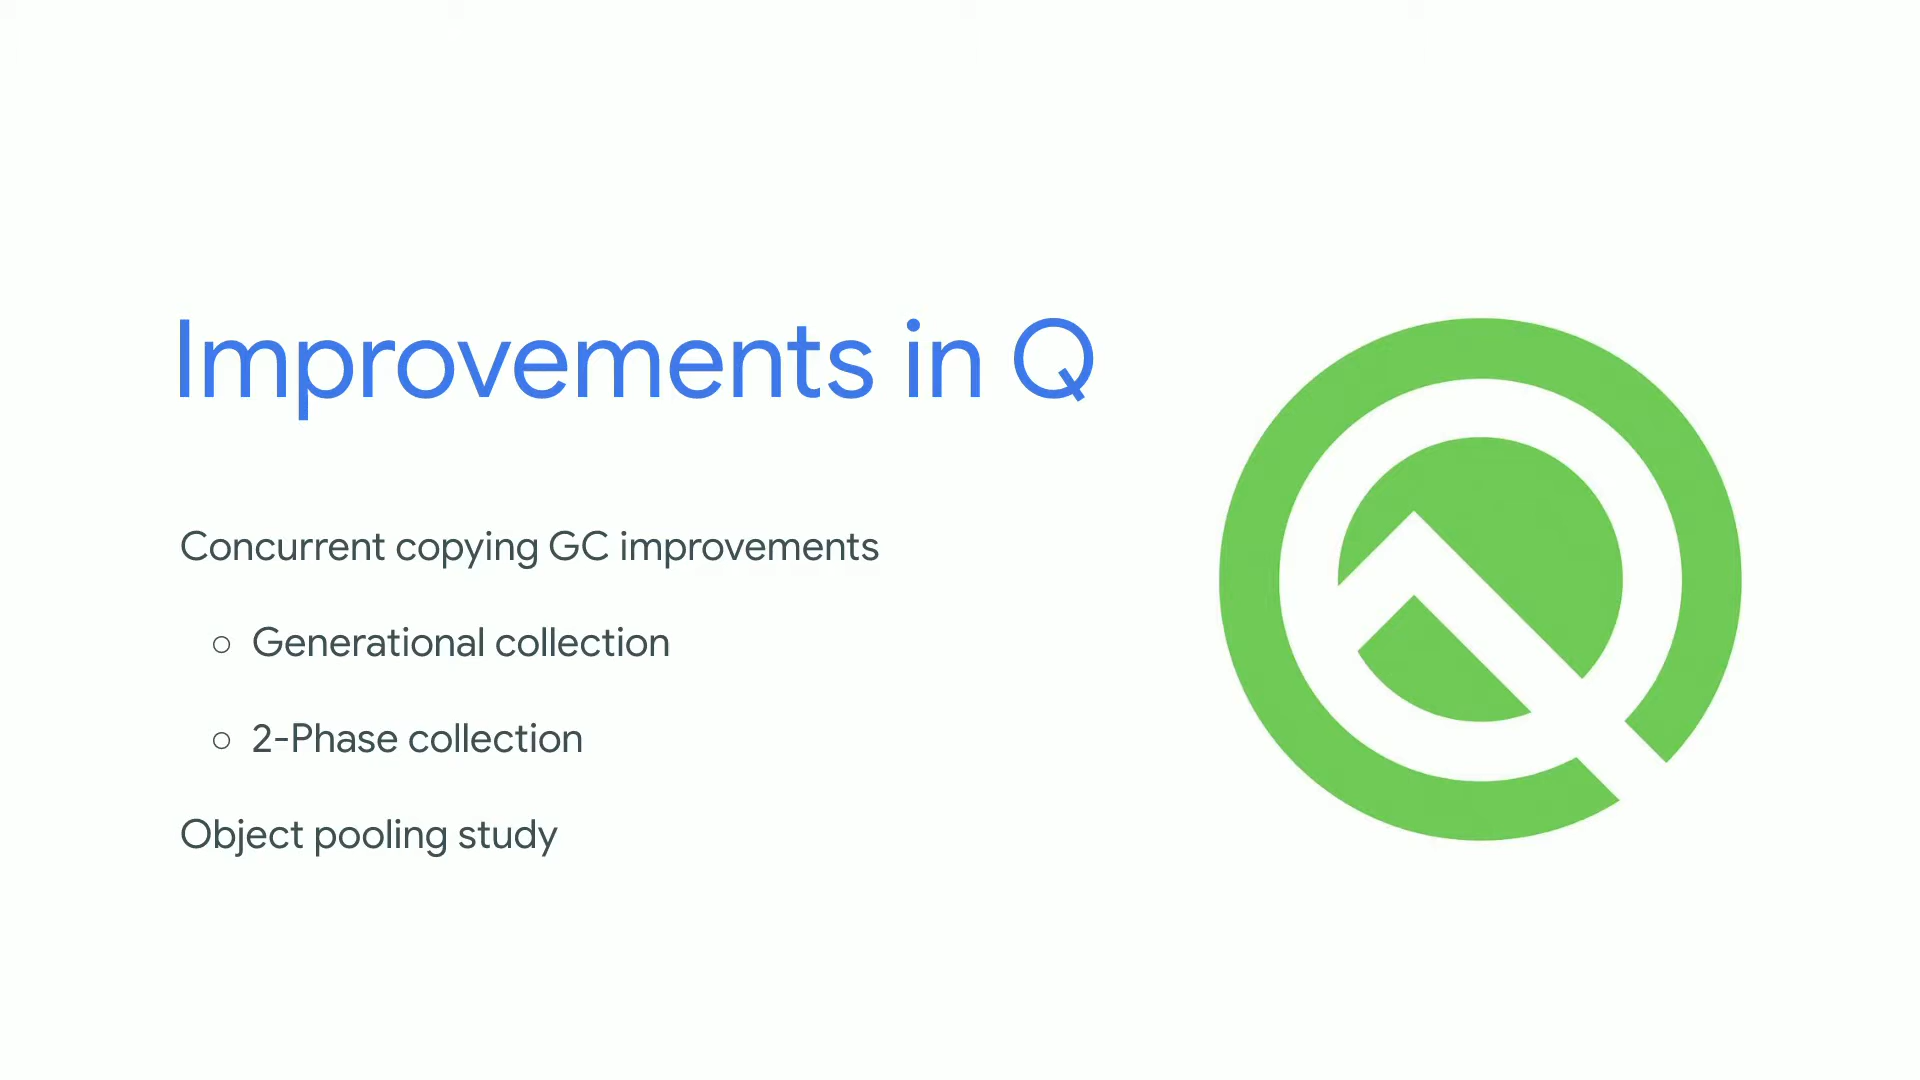 Improvements in Q
Concurrent copying GC improvements
○ Generational collection
○ 2-Phase collection
Object pooling study